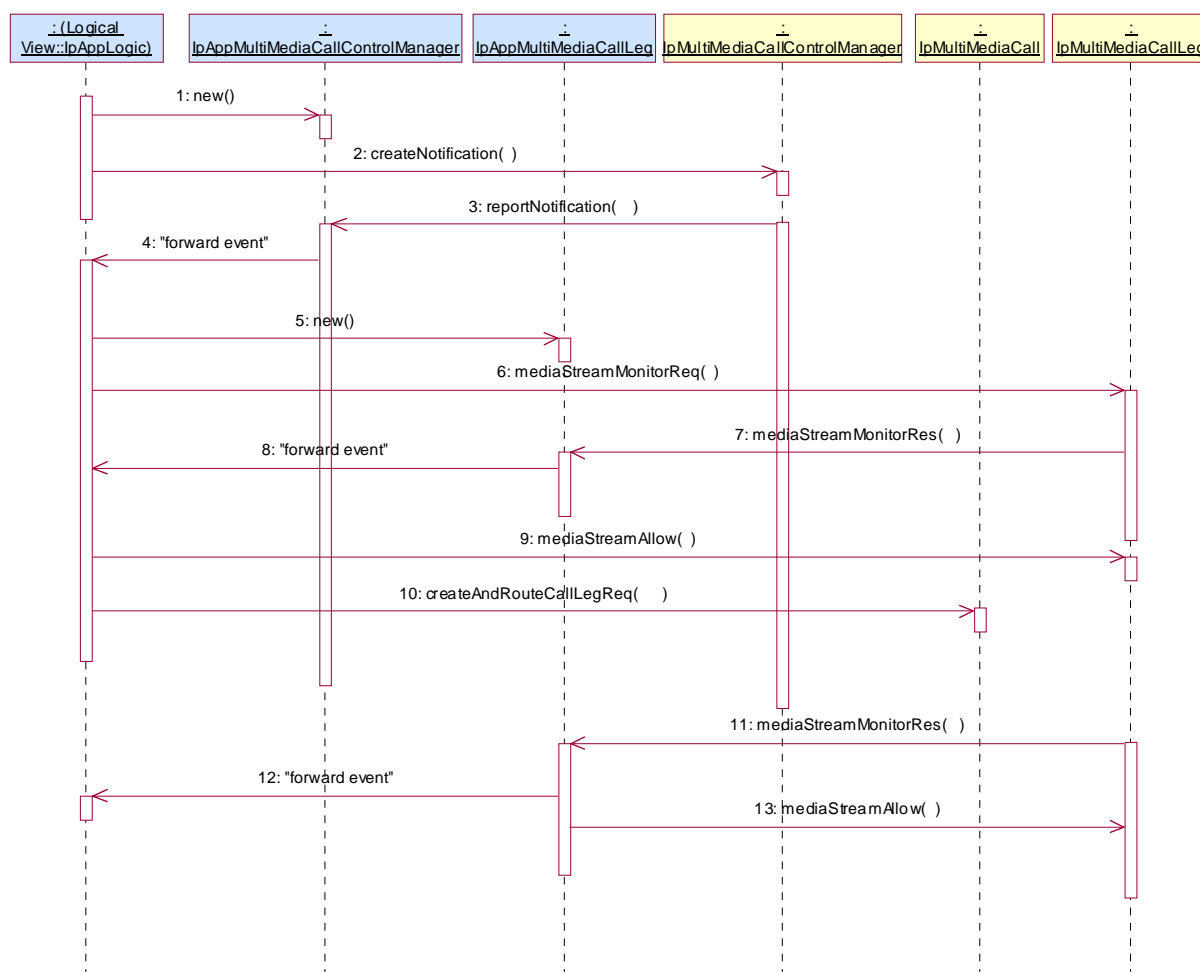 : (Logical
View::IpAppLogic)
:
IpAppMultiMediaCallControlManager
:
IpAppMultiMediaCallLeg
:
IpMultiMediaCallControlManager
:
IpMultiMediaCall
:
IpMultiMediaCallLeg
1: new()
2: createNotification( )
3: reportNotification( )
4: "forward event"
5: new()
6: mediaStreamMonitorReq( )
7: mediaStreamMonitorRes( )
8: "forward event"
9: mediaStreamAllow( )
10: createAndRouteCallLegReq( )
11: mediaStreamMonitorRes( )
12: "forward event"
13: mediaStreamAllow( )